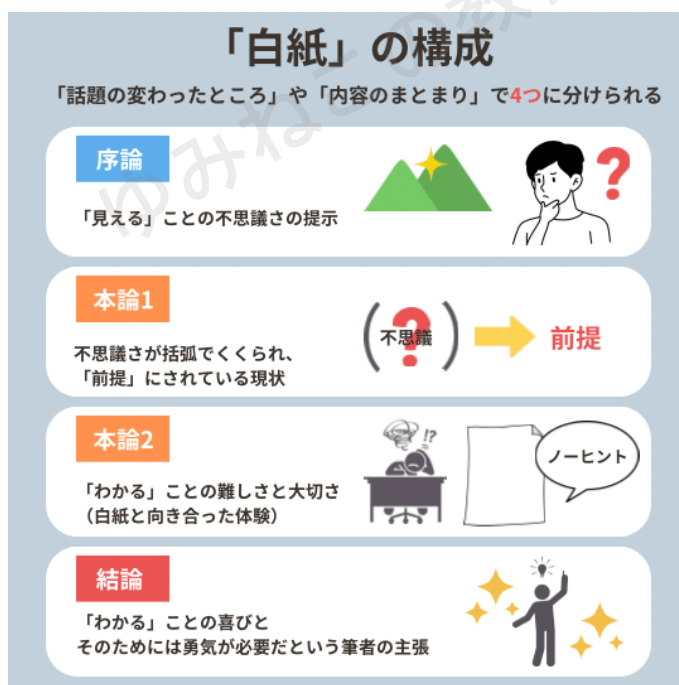 「白紙」の構成
「話題の変わったところ」や「内容のまとまり」で4つに分けられる
序論
「見える」ことの不思議さの提示
本論1
不思議さが括弧でくくられ、
「前提」にされている現状
(不思議)
前提
本論2
「わかる」ことの難しさと大切さ
（白紙と向き合った体験）
!?
ノーヒント
結論
「わかる」ことの喜びと
そのためには勇気が必要だという筆者の主張
ゆみねこの教